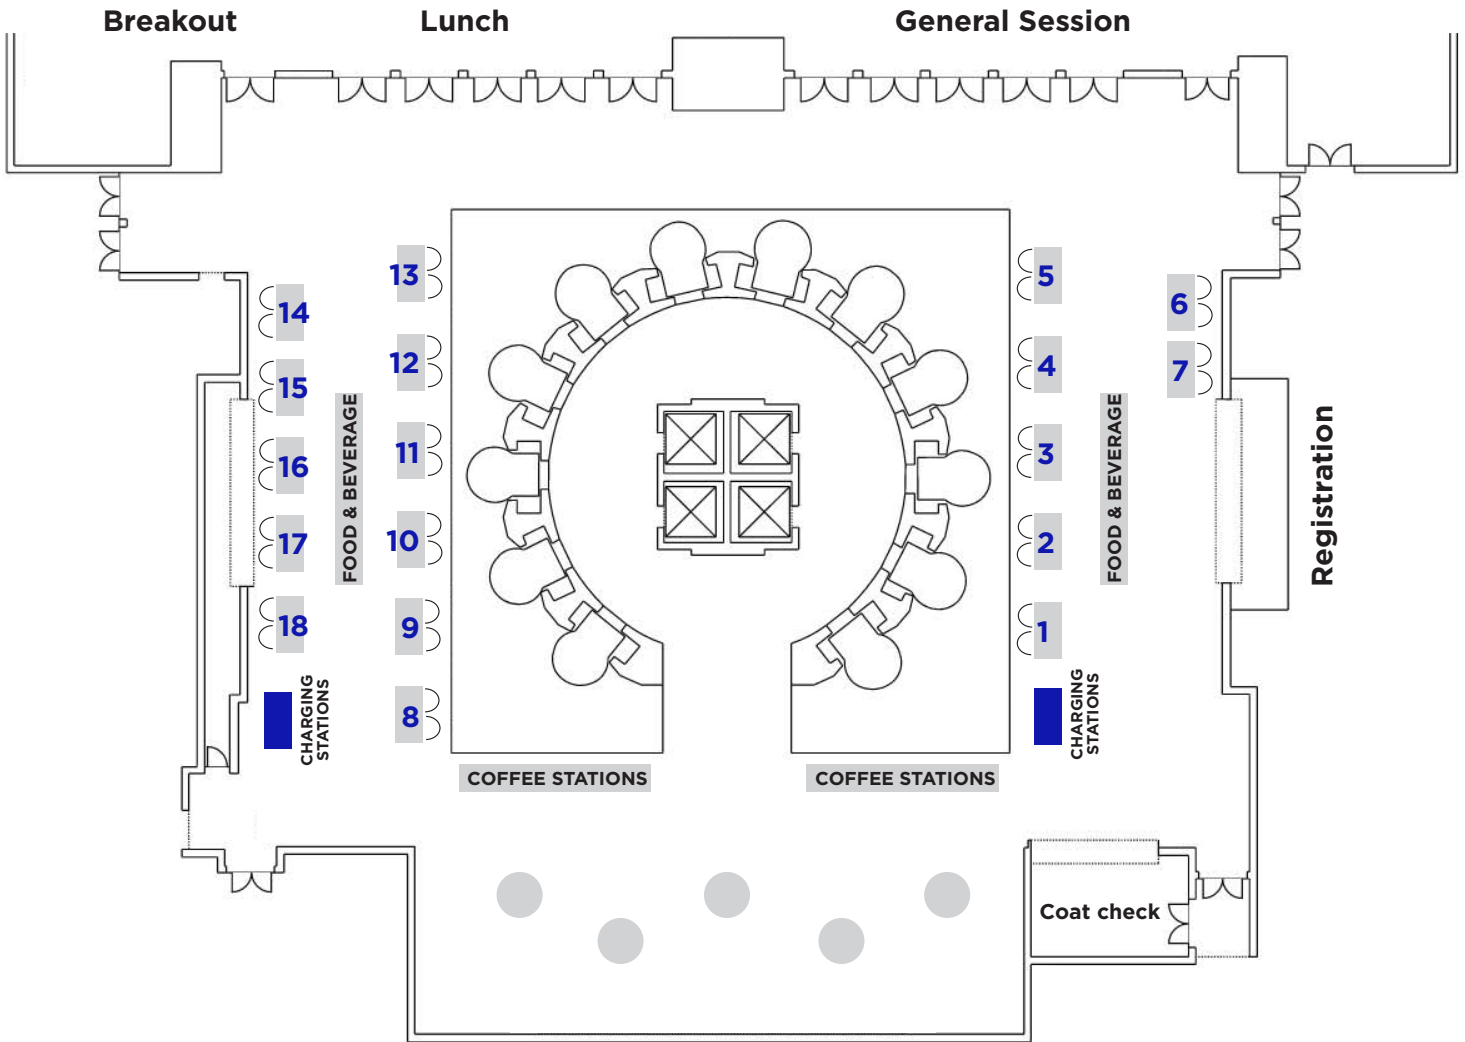 Breakout
Lunch
General Session
13
5
14
6
12
4
7
15
11
3
16
FOOD & BEVERAGE
FOOD & BEVERAGE
Registration
10
2
17
9
1
18
8
CHARGING
STATIONS
CHARGING
STATIONS
COFFEE STATIONS
COFFEE STATIONS
Coat check